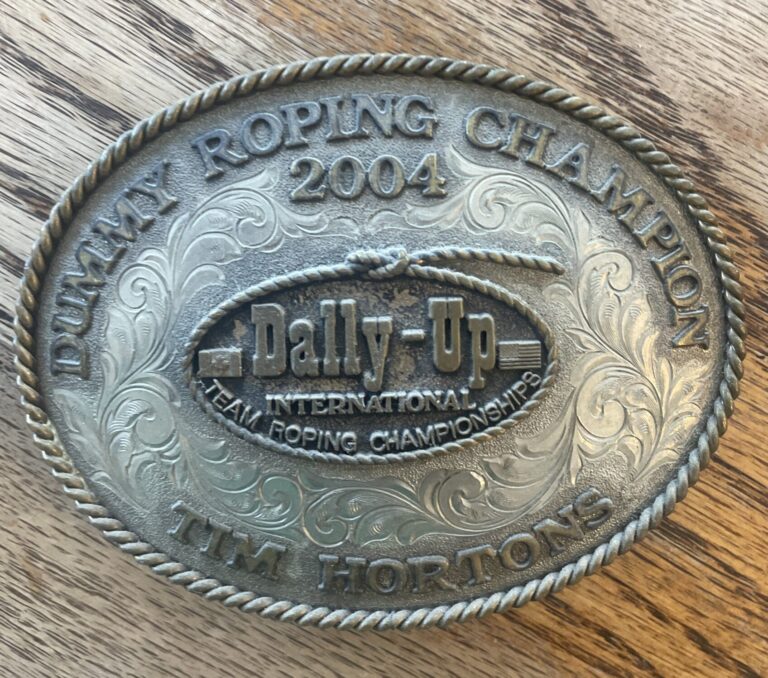 DUMMY ROPING CHAMPION
2004
Dally-Up
INTERNATIONAL
TEAM ROPING CHAMPIONSHIPS
TIM HORTONS